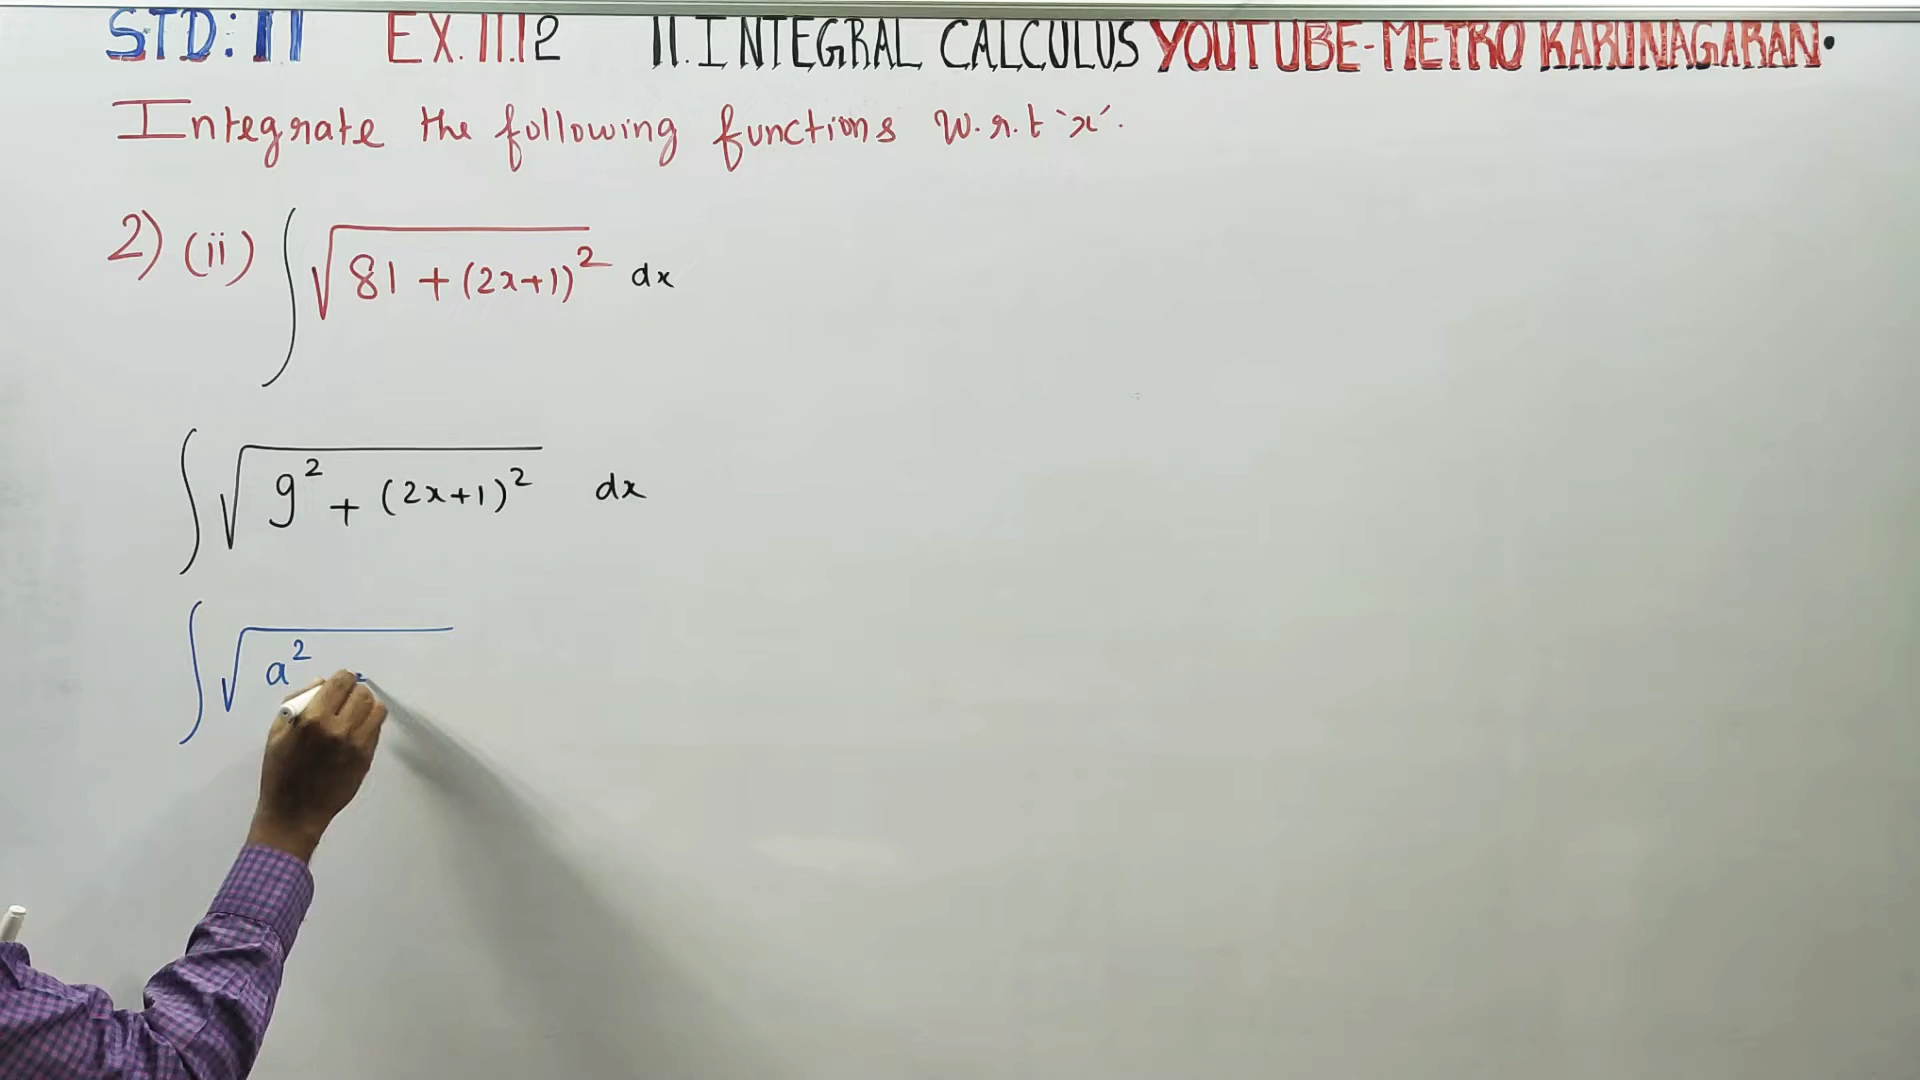 STD: 11 EX. 11.12 11. INTEGRAL CALCULUS YOUTUBE-METRO KARUNAGARAN.
Integrate the following functions w.r.t 'x'.
2) (ii) ∫ √81 + (2x+1)² dx
∫ √9² + (2x+1)² dx
∫ √a²